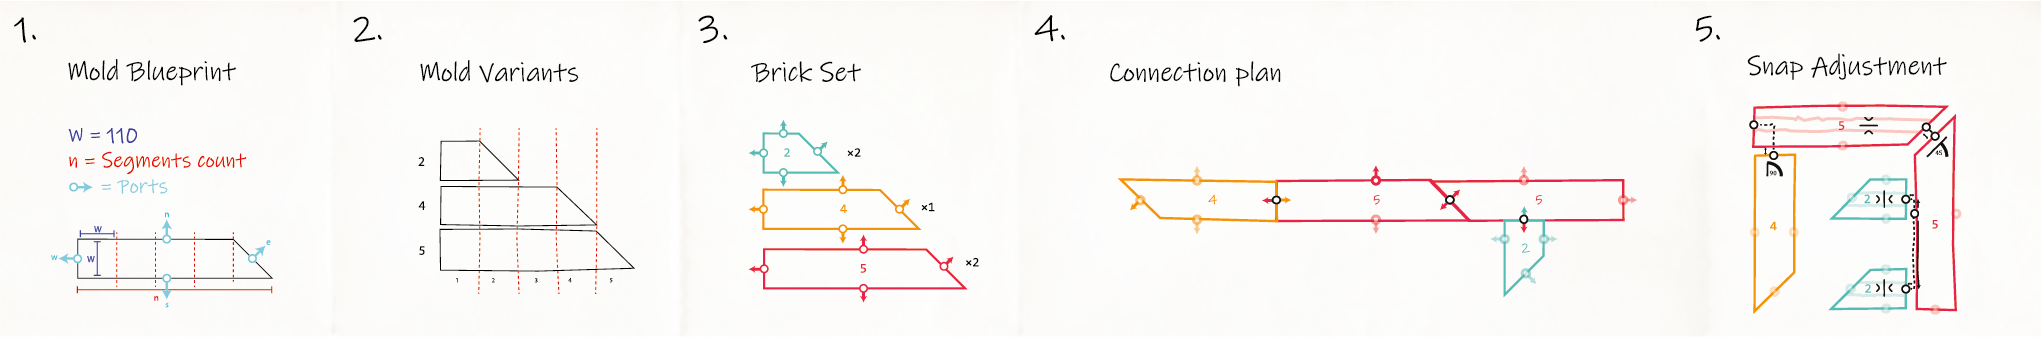 1.
Mold Blueprint
W = 110
n = Segments count
= Ports
n
W
e
w
W
s
n
2.
Mold Variants
2
4
5
1 2 3 4 5
3.
Brick Set
2
×2
4
×1
5
×2
4.
Connection plan
4 5 5
2
5.
Snap Adjustment
5
45
90
2
4
5
2